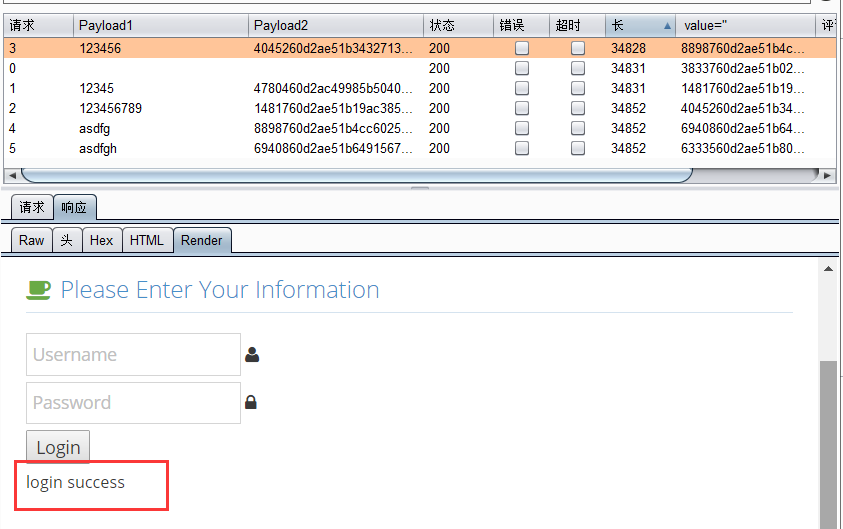 请求 Payload1 Payload2 状态 错误 超时 长 value=" 评
3 123456 4045260d2ae51b3432713... 200 34828 8898760d2ae51b4c...
0 200 34831 3833760d2ae51b02...
1 12345 4780460d2ac49985b5040... 200 34831 1481760d2ae51b19...
2 123456789 1481760d2ae51b19ac385... 200 34852 4045260d2ae51b34...
4 asdfg 8898760d2ae51b4cc6025... 200 34852 6940860d2ae51b64...
5 asdfgh 6940860d2ae51b6491567... 200 34852 6333560d2ae51b80...
请求 响应
Raw 头 Hex HTML Render
Please Enter Your Information
Username
Password
Login
login success